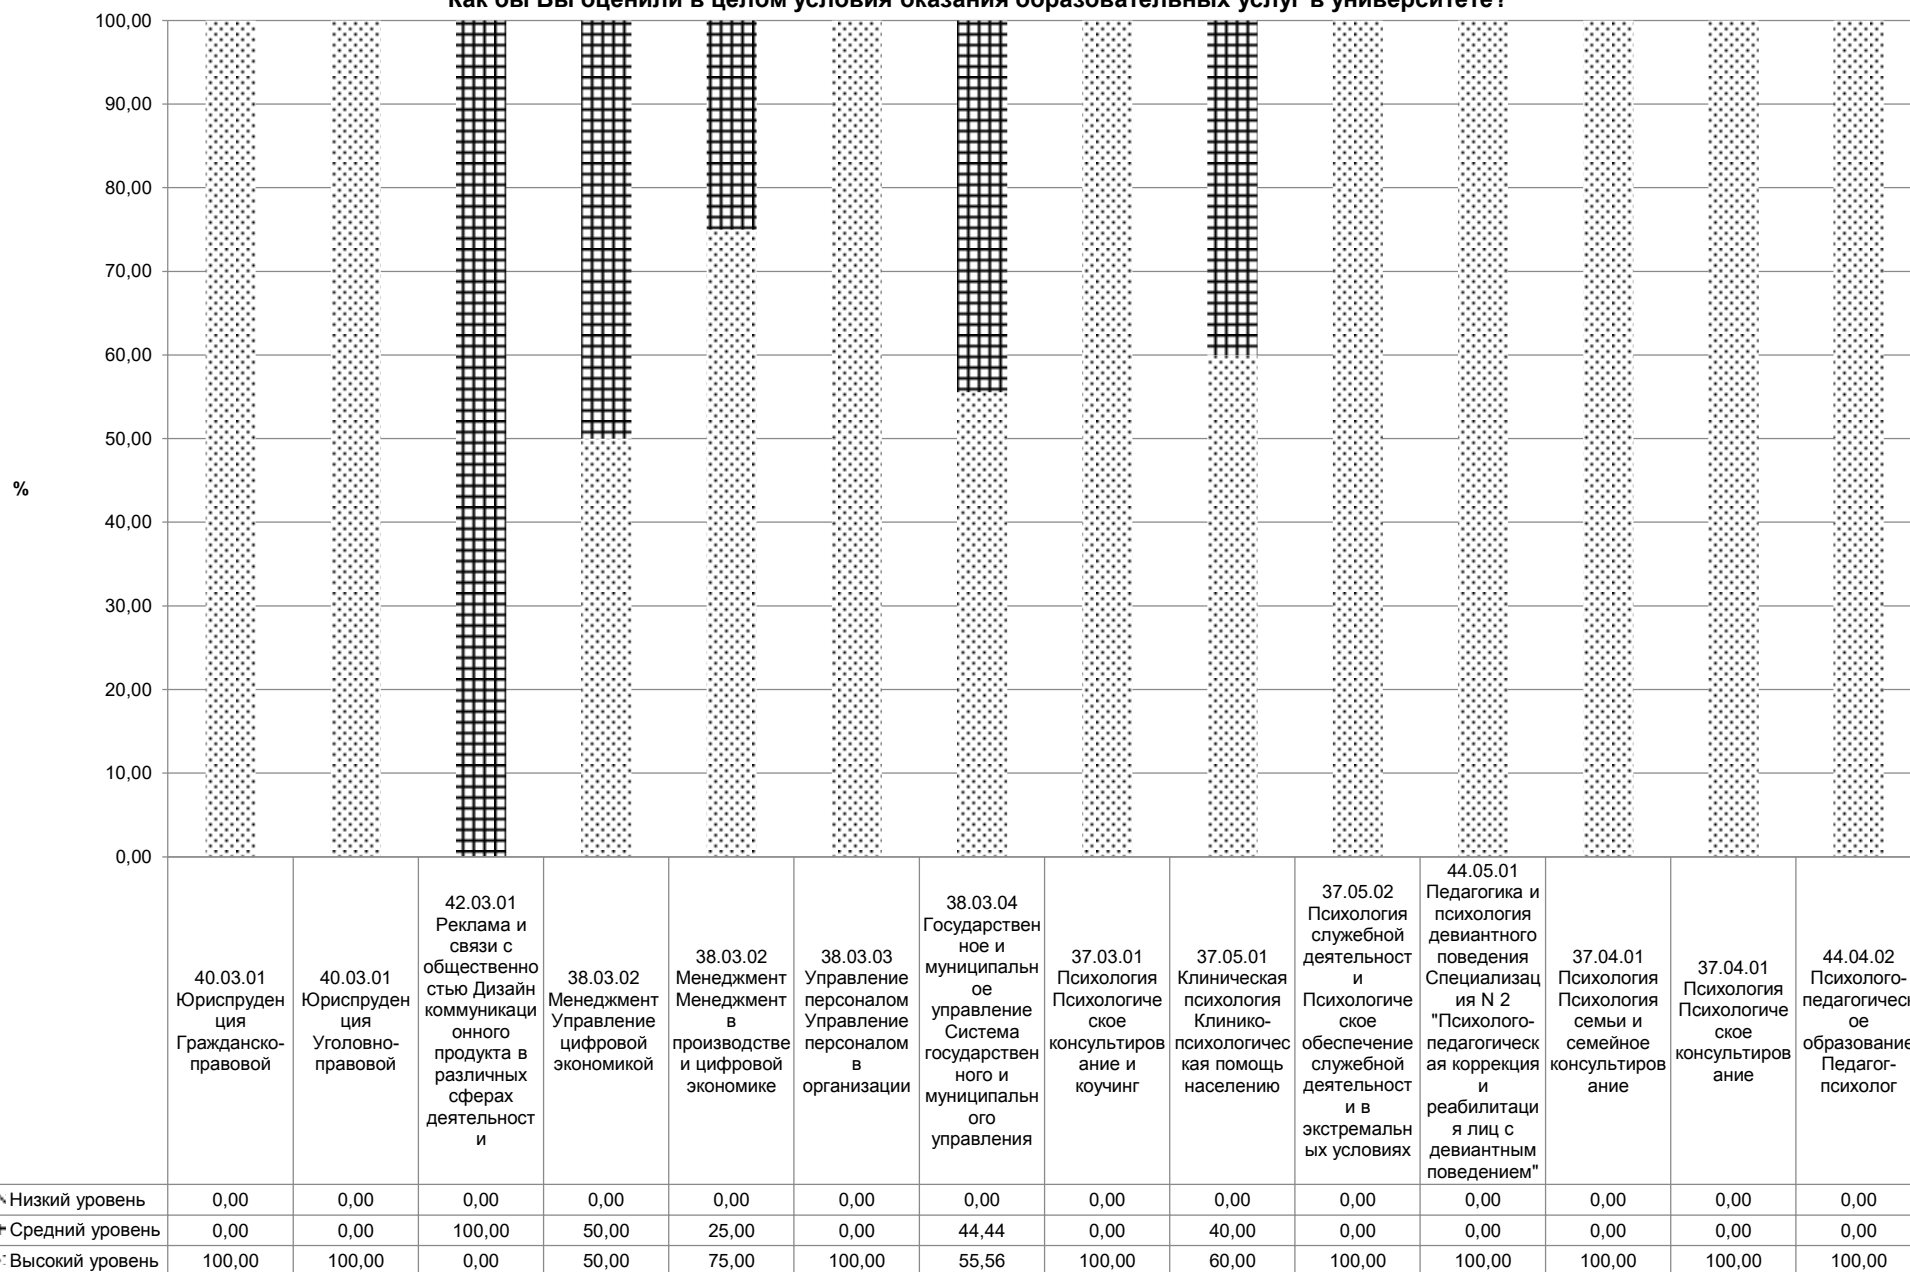 Как бы Вы оценили в целом условия оказания образовательных услуг в университете?
100,00
90,00
80,00
70,00
60,00
50,00
%
40,00
30,00
20,00
10,00
0,00
40.03.01
Юриспруден
ция
Гражданско-
правовой
40.03.01
Юриспруден
ция
Уголовно-
правовой
42.03.01
Реклама и
связи с
общественно
стью Дизайн
коммуникаци
онного
продукта в
различных
сферах
деятельност
и
38.03.02
Менеджмент
Управление
цифровой
экономикой
38.03.02
Менеджмент
Менеджмент
в
производстве
и цифровой
экономике
38.03.03
Управление
персоналом
Управление
персоналом
в
организации
38.03.04
Государствен
ное и
муниципальн
ое
управление
Система
государствен
ного и
муниципальн
ого
управления
37.03.01
Психология
Психологиче
ское
консультиров
ание и
коучинг
37.05.01
Клиническая
психология
Клинико-
психологичес
кая помощь
населению
37.05.02
Психология
служебной
деятельност
и
Психологиче
ское
обеспечение
служебной
деятельност
и в
экстремальн
ых условиях
44.05.01
Педагогика и
психология
девиантного
поведения
Специализац
ия N 2
"Психолого-
педагогическ
ая коррекция
и
реабилитаци
я лиц с
девиантным
поведением"
37.04.01
Психология
Психология
семьи и
семейное
консультиров
ание
37.04.01
Психология
Психологиче
ское
консультиров
ание
44.04.02
Психолого-
педагогическ
ое
образование
Педагог-
психолог
Низкий уровень 0,00 0,00 0,00 0,00 0,00 0,00 0,00 0,00 0,00 0,00 0,00 0,00 0,00 0,00
Средний уровень 0,00 0,00 100,00 50,00 25,00 0,00 44,44 0,00 40,00 0,00 0,00 0,00 0,00 0,00
Высокий уровень 100,00 100,00 0,00 50,00 75,00 100,00 55,56 100,00 60,00 100,00 100,00 100,00 100,00 100,00